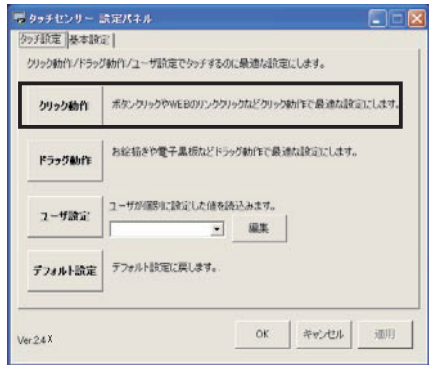 タッチセンサー 設定パネル
タッチ設定 基本設定
クリック動作/ドラッグ動作/ユーザ設定でタッチするのに最適な設定にします。
クリック動作 ボタンクリックやWEBのリンククリックなどクリック動作で最適な設定にします。
ドラッグ動作 お絵描きや電子黒板などドラッグ動作で最適な設定にします。
ユーザが個別に設定した値を読込みます。
ユーザ設定 編集
デフォルト設定 デフォルト設定に戻します。
Ver.2.4X OK キャンセル 適用